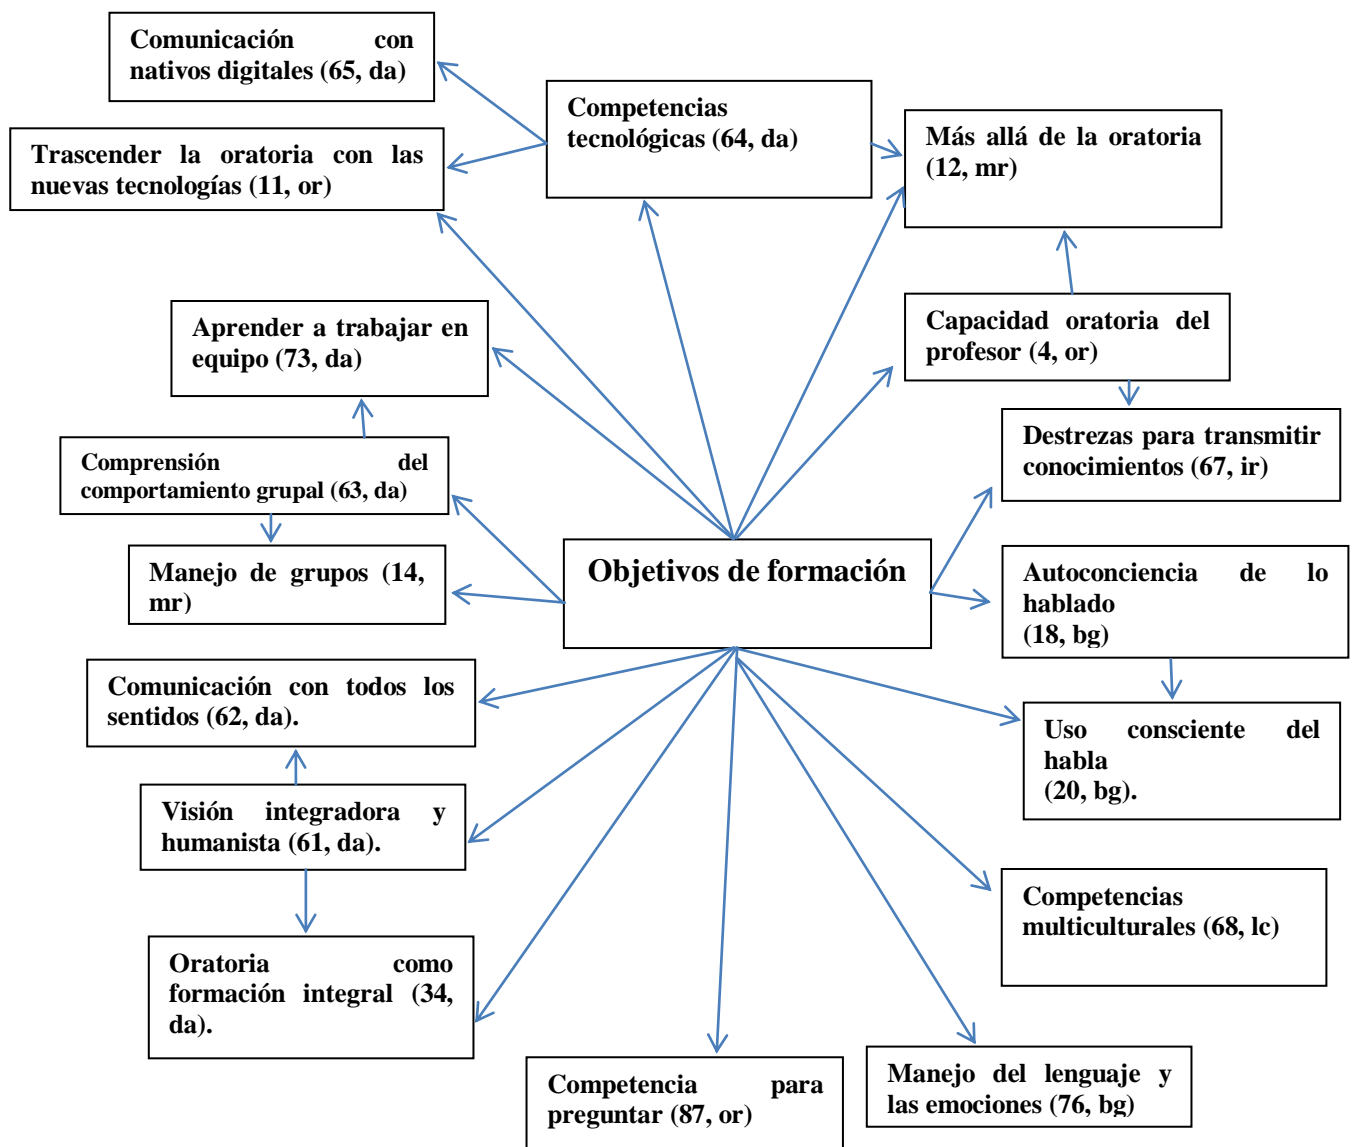 Comunicación con
nativos digitales (65, da)
Competencias
tecnológicas (64, da)
Más allá de la oratoria
(12, mr)
Trascender la oratoria con las
nuevas tecnologías (11, or)
Aprender a trabajar en
equipo (73, da)
Capacidad oratoria del
profesor (4, or)
Destrezas para transmitir
conocimientos (67, ir)
Comprensión del
comportamiento grupal (63, da)
Manejo de grupos (14,
mr)
Objetivos de formación
Autoconciencia de lo
hablado
(18, bg)
Comunicación con todos los
sentidos (62, da).
Uso consciente del
habla
(20, bg).
Visión integradora y
humanista (61, da).
Competencias
multiculturales (68, lc)
Oratoria como
formación integral (34,
da).
Competencia para
preguntar (87, or)
Manejo del lenguaje y
las emociones (76, bg)